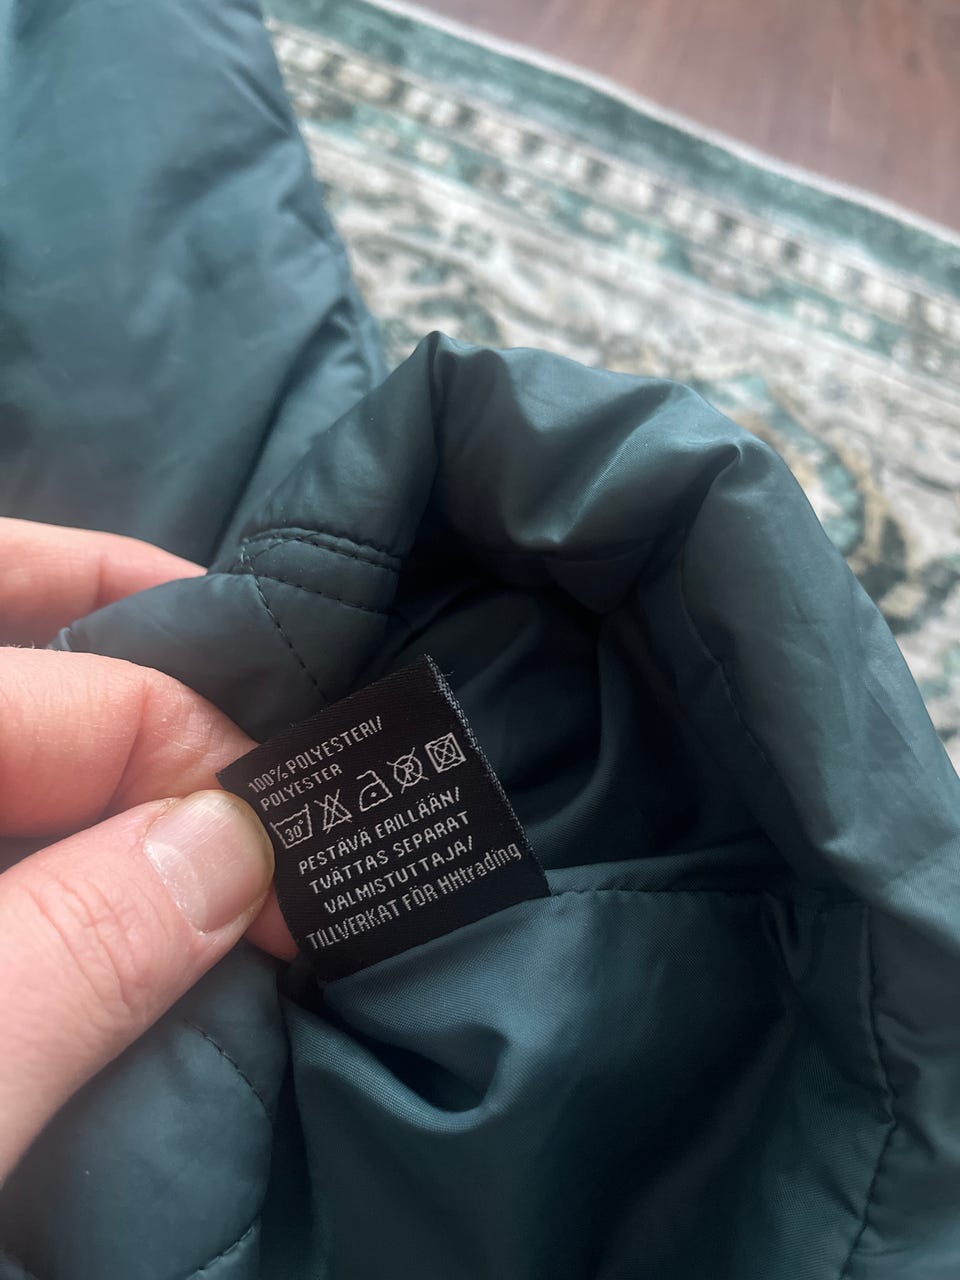 100% POLYESTERI/
POLYESTER
30° P
PESTÄVÄ ERILLÄÄN/
TVÄTTAS SEPARAT
VALMISTUTTAJA/
TILLVERKAT FÖR HHtrading